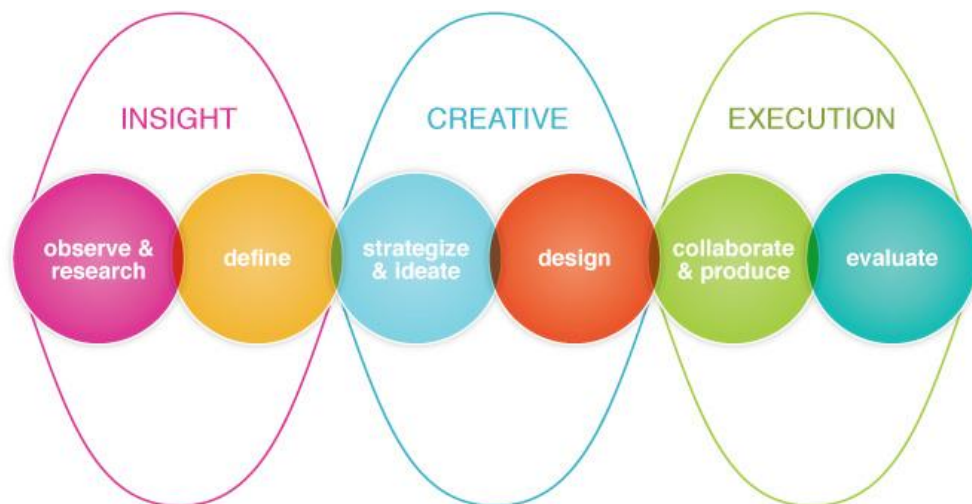 INSIGHT
CREATIVE
EXECUTION
observe &
research
define
strategize
& ideate
design
collaborate
& produce
evaluate